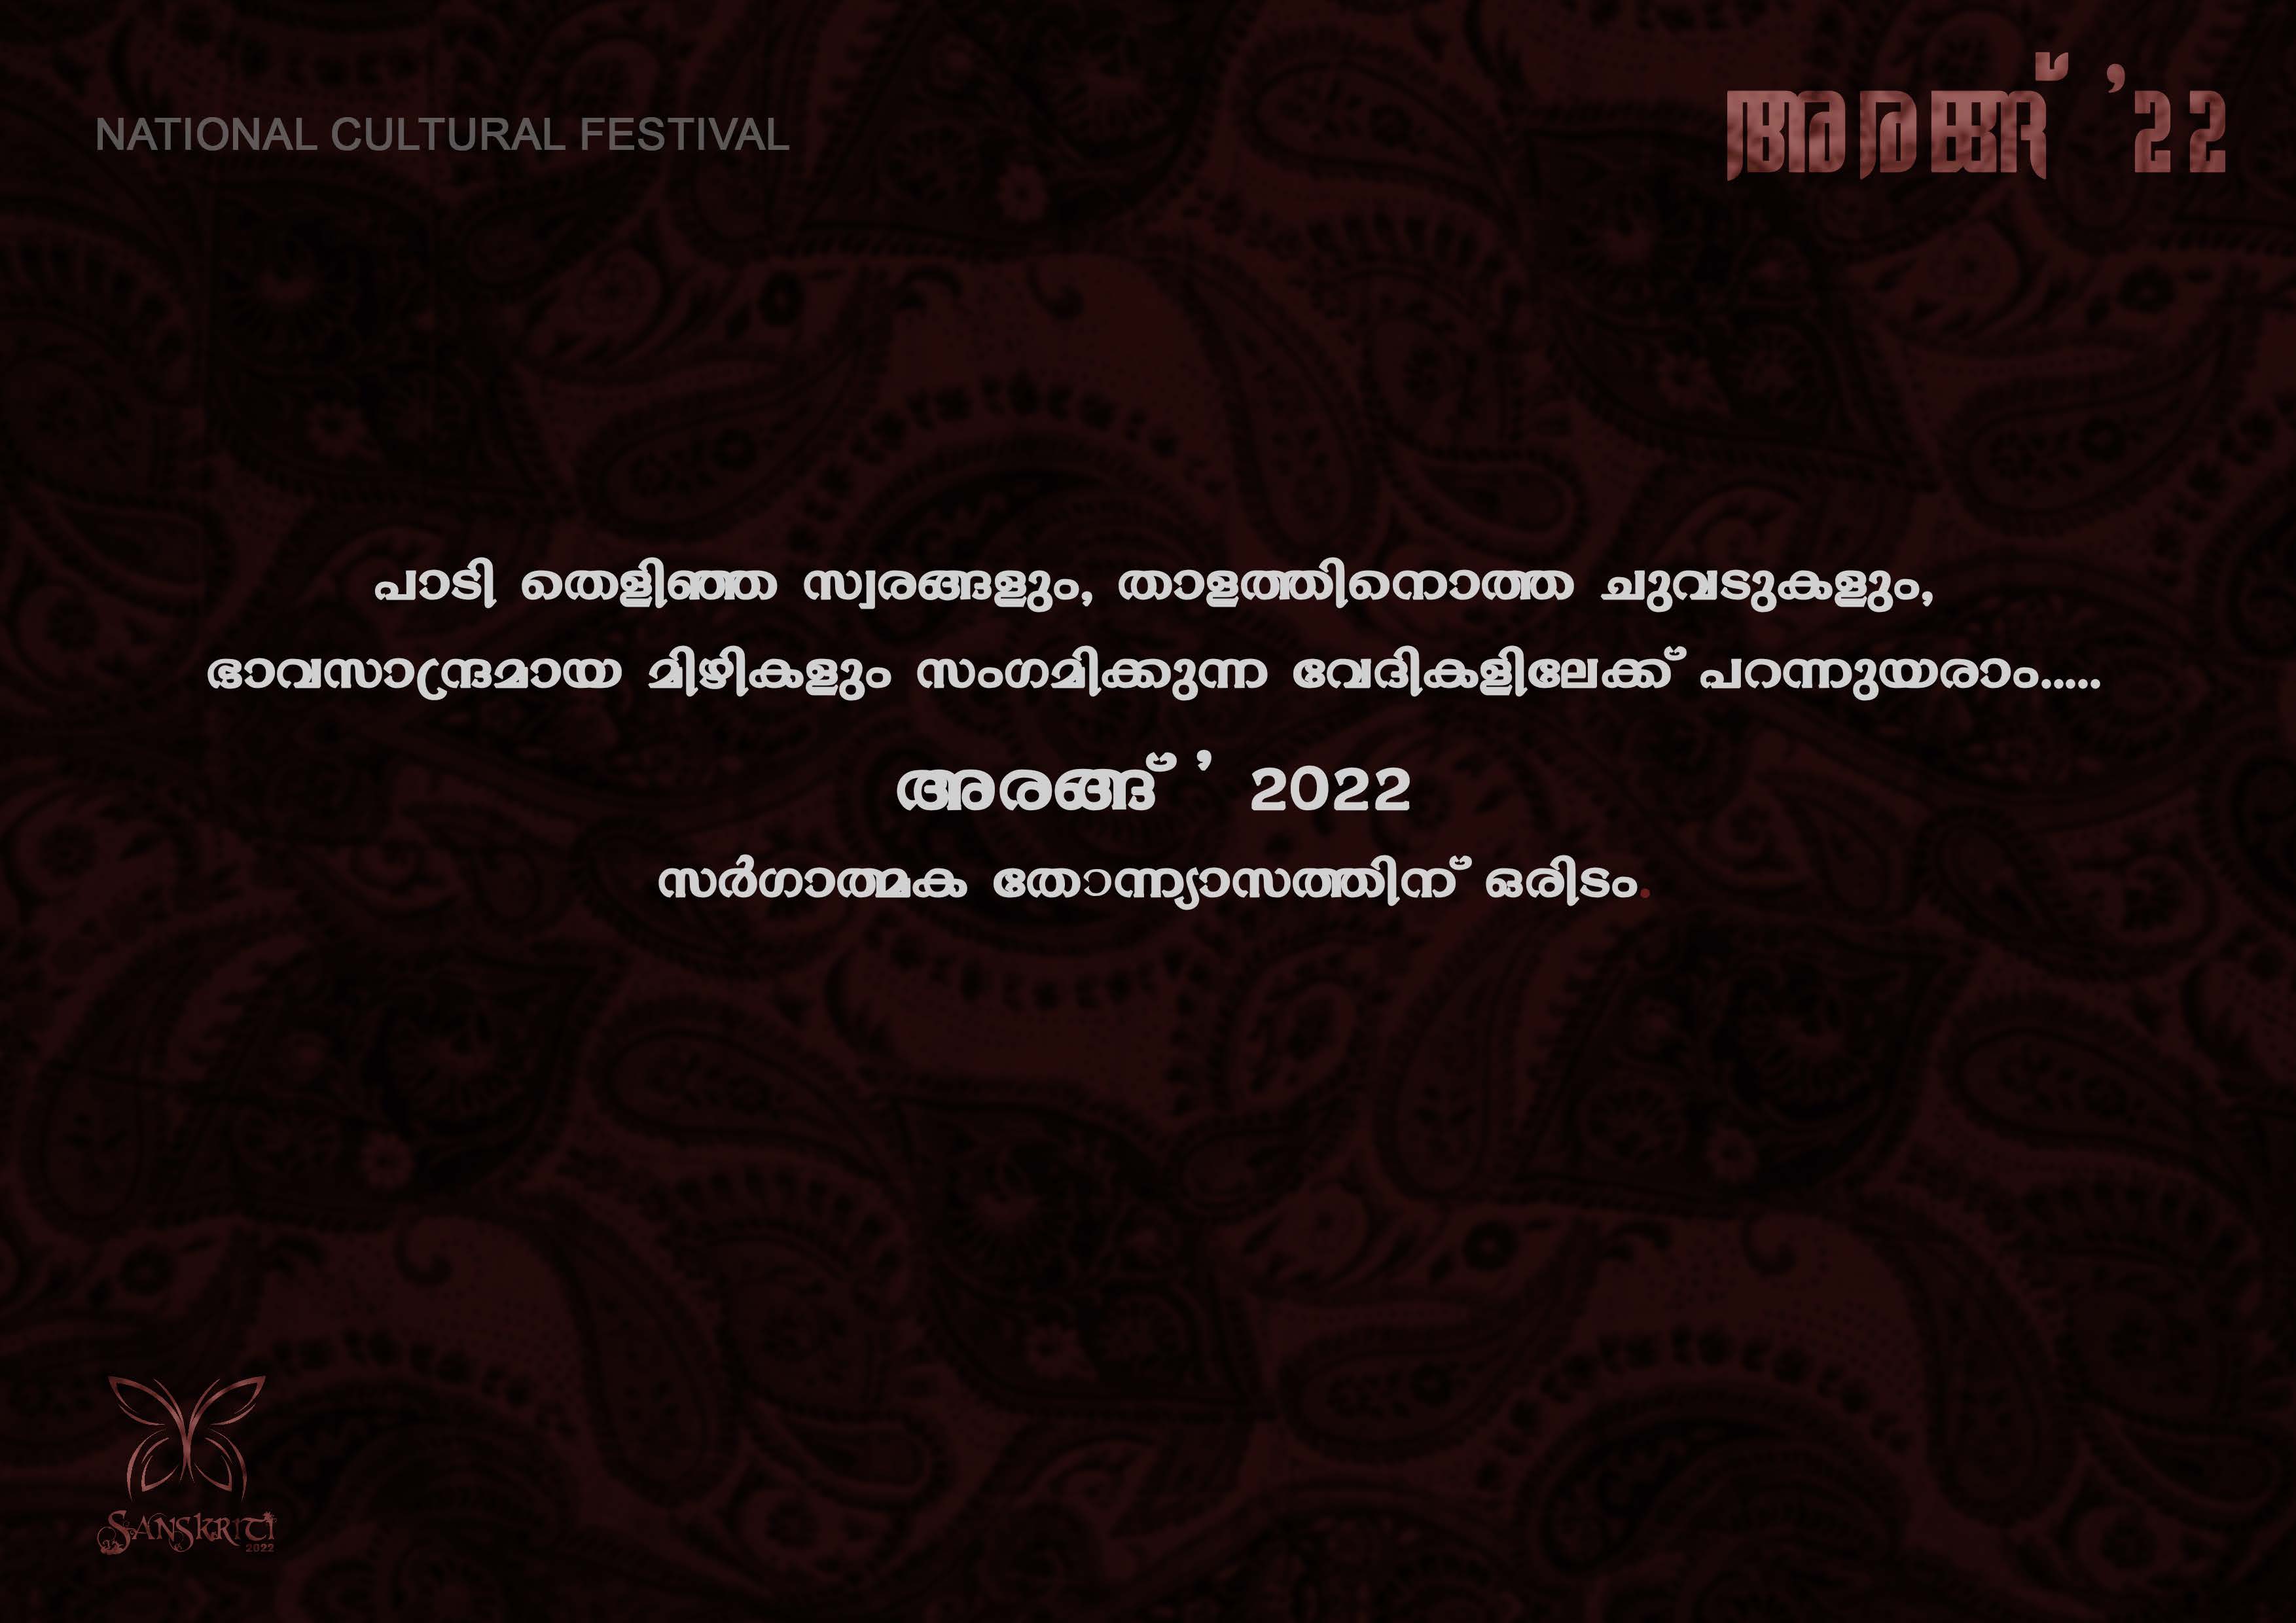 NATIONAL CULTURAL FESTIVAL
അരങ്ങ് ’22
പാടി തെളിഞ്ഞ സ്വരങ്ങളും, താളത്തിനൊത്ത ചുവടുകളും,
ഭാവസാന്ദ്രമായ മിഴികളും സംഗമിക്കുന്ന വേദികളിലേക്ക് പറന്നുയരാം.....
അരങ്ങ് ’ 2022
സർഗാത്മക തോന്ന്യാസത്തിന് ഒരിടം.
SANSKRITI
2022